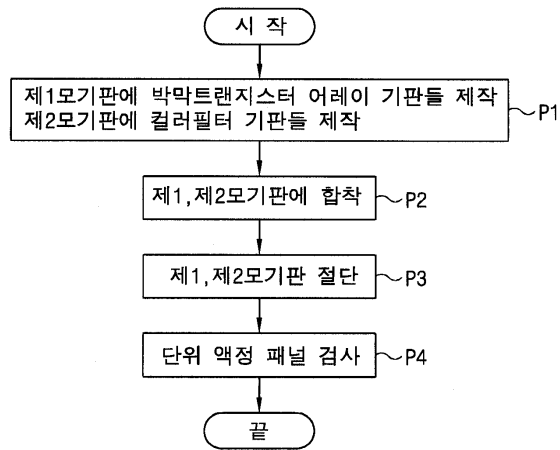 시 작
제1모기판에 박막트랜지스터 어레이 기판들 제작
제2모기판에 컬러필터 기판들 제작
P1
제1,제2모기판에 합착
P2
제1,제2모기판 절단
P3
단위 액정 패널 검사
P4
끝